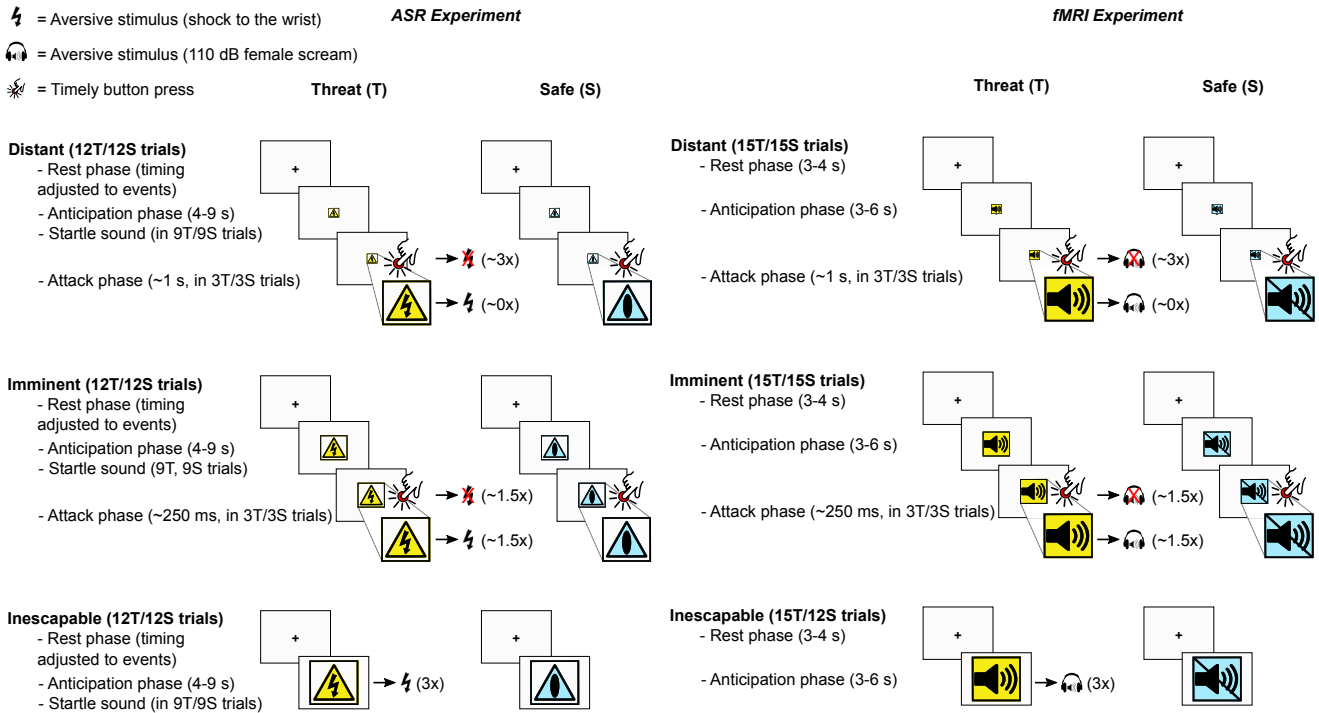 = Aversive stimulus (shock to the wrist)
= Aversive stimulus (110 dB female scream)
= Timely button press
ASR Experiment
Threat (T)
Safe (S)
Distant (12T/12S trials)
- Rest phase (timing
adjusted to events)
- Anticipation phase (4-9 s)
- Startle sound (in 9T/9S trials)
- Attack phase (~1 s, in 3T/3S trials)
(~3x)
(~0x)
Imminent (12T/12S trials)
- Rest phase (timing
adjusted to events)
- Anticipation phase (4-9 s)
- Startle sound (9T, 9S trials)
- Attack phase (~250 ms, in 3T/3S trials)
(~1.5x)
(~1.5x)
Inescapable (12T/12S trials)
- Rest phase (timing
adjusted to events)
- Anticipation phase (4-9 s)
- Startle sound (in 9T/9S trials)
(3x)
fMRI Experiment
Threat (T)
Safe (S)
Distant (15T/15S trials)
- Rest phase (3-4 s)
- Anticipation phase (3-6 s)
- Attack phase (~1 s, in 3T/3S trials)
(~3x)
(~0x)
Imminent (15T/15S trials)
- Rest phase (3-4 s)
- Anticipation phase (3-6 s)
- Attack phase (~250 ms, in 3T/3S trials)
(~1.5x)
(~1.5x)
Inescapable (15T/12S trials)
- Rest phase (3-4 s)
- Anticipation phase (3-6 s)
(3x)